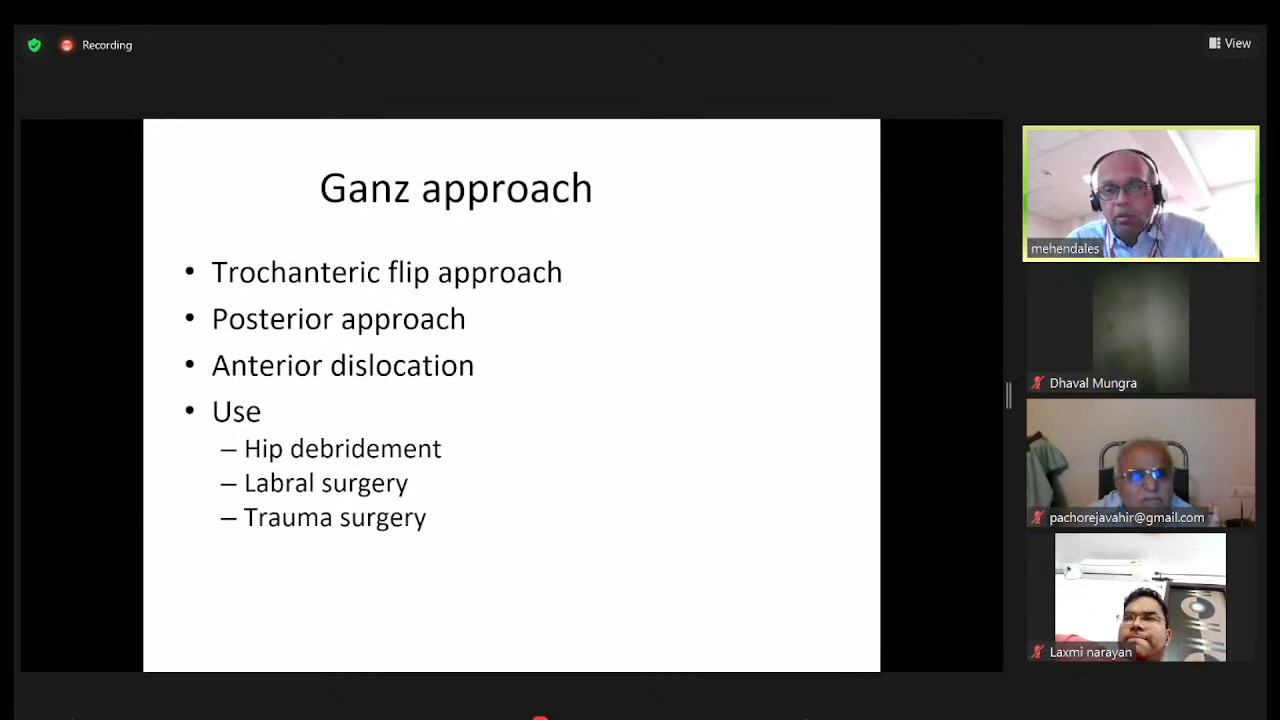 Recording
View
Ganz approach
• Trochanteric flip approach
• Posterior approach
• Anterior dislocation
• Use
– Hip debridement
– Labral surgery
– Trauma surgery
mehendales
Dhaval Mungra
pachorejavahir@gmail.com
Laxmi narayan